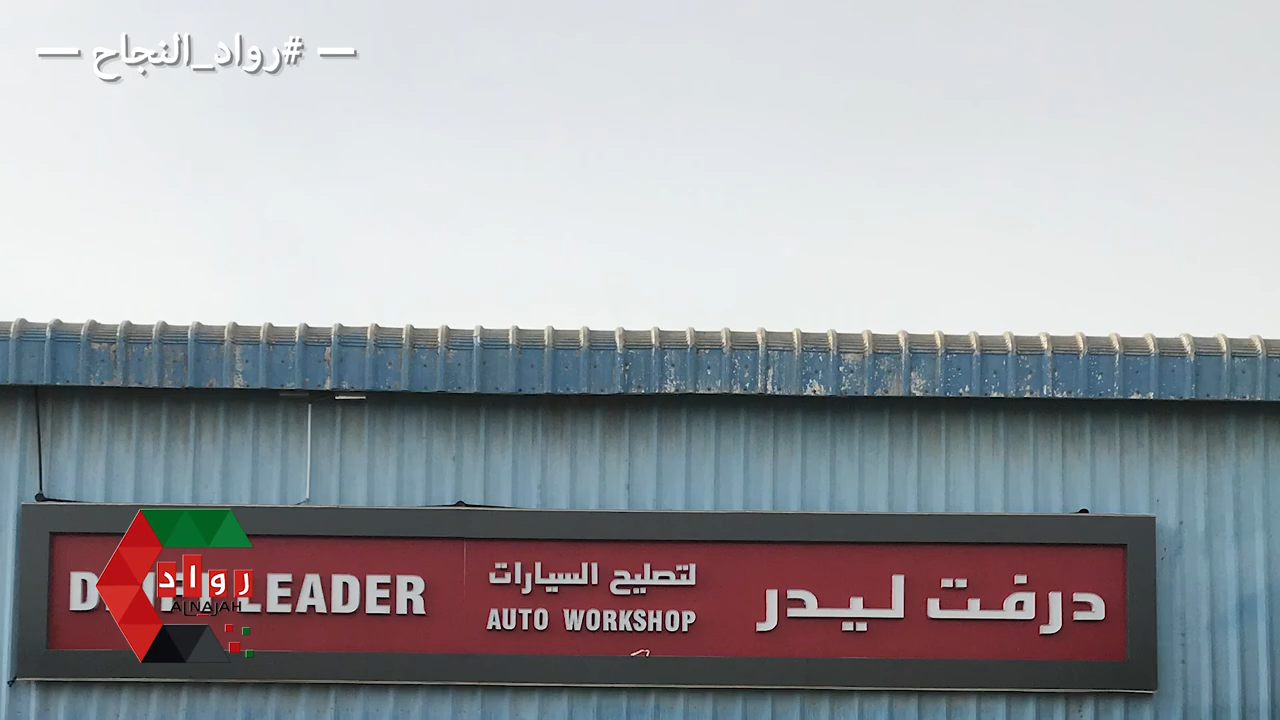 #رواد_النجاح
درفت ليدر
لتصليح السيارات
AUTO WORKSHOP
LEADER
رواد
ALNAJAH